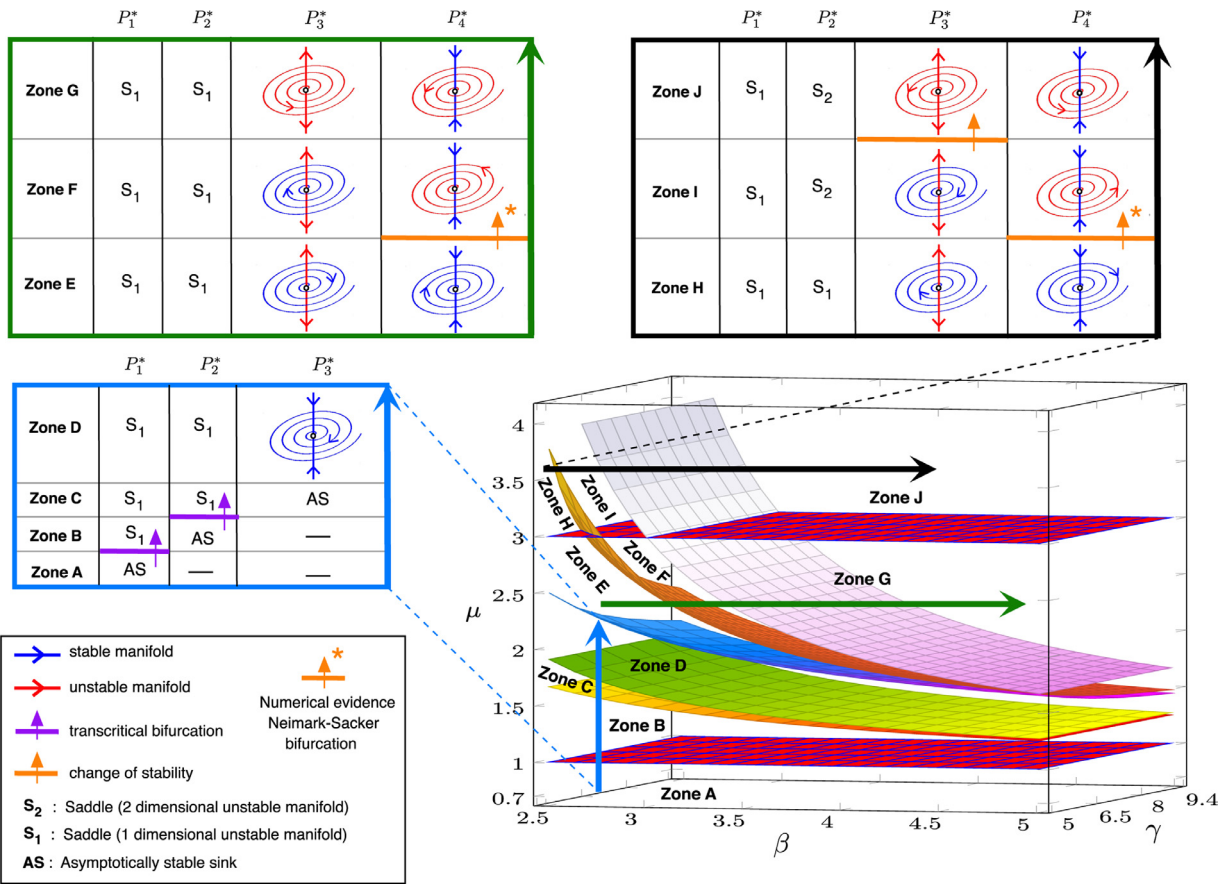 P₁* P₂* P₃* P₄*
Zone G S₁ S₁
Zone F S₁ S₁
*
Zone E S₁ S₁
P₁* P₂* P₃* P₄*
Zone J S₁ S₂
Zone I S₁ S₂
*
Zone H S₁ S₁
P₁* P₂* P₃*
Zone D S₁ S₁
Zone C S₁ S₁ AS
Zone B S₁ AS —
Zone A AS — —
stable manifold
unstable manifold
transcritical bifurcation
change of stability
*
Numerical evidence
Neimark-Sacker
bifurcation
S₂ : Saddle (2 dimensional unstable manifold)
S₁ : Saddle (1 dimensional unstable manifold)
AS : Asymptotically stable sink
4
3.5
3
2.5
2
1.5
1
0.7
μ
Zone H
Zone I
Zone J
Zone E
Zone F
Zone G
Zone D
Zone C
Zone B
Zone A
2.5 3 3.5 4 4.5 5
β
5 6.5 8 9.4
γ